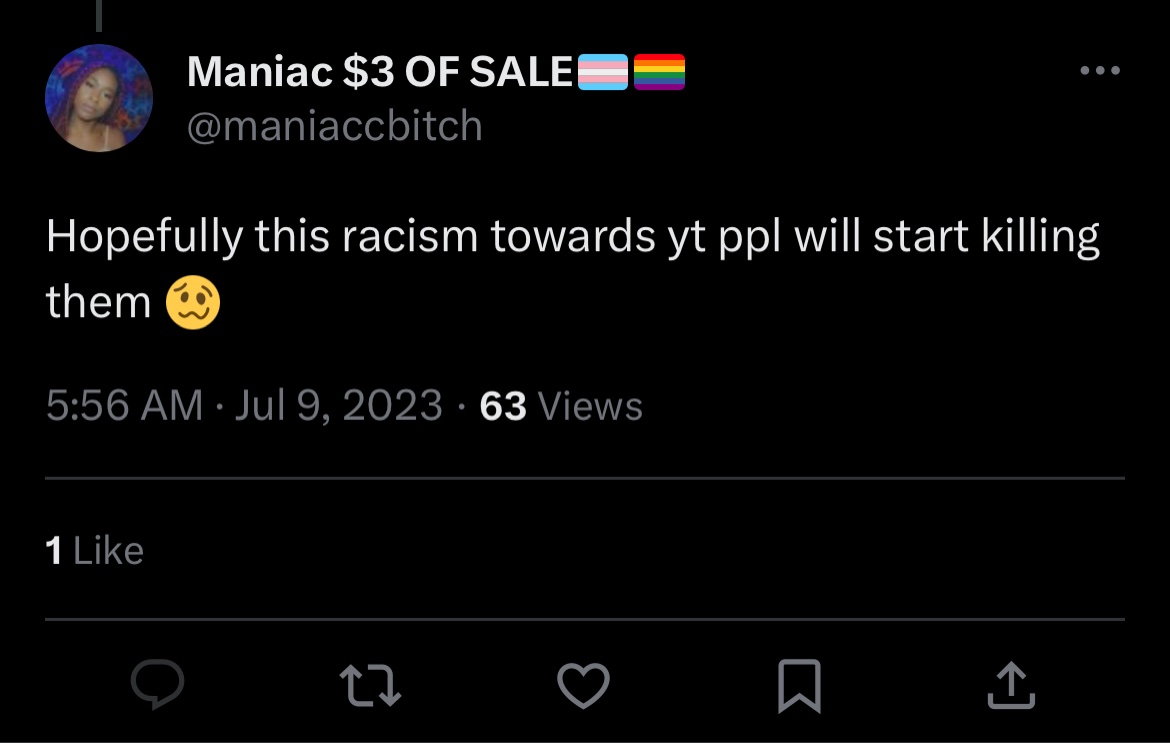 Maniac $3 OF SALE🏳️‍⚧️🏳️‍🌈
@maniaccbitch
Hopefully this racism towards yt ppl will start killing
them 🥴
5:56 AM · Jul 9, 2023 · 63 Views
1 Like